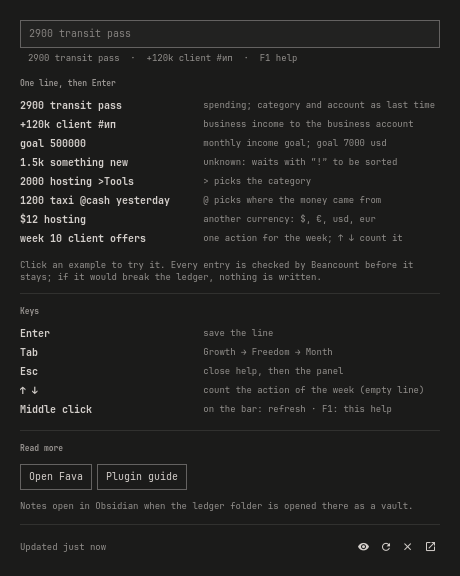 2900 transit pass
2900 transit pass · +120k client #ип · F1 help
One line, then Enter
2900 transit pass spending; category and account as last time
+120k client #ип business income to the business account
goal 500000 monthly income goal; goal 7000 usd
1.5k something new unknown: waits with "!" to be sorted
2000 hosting >Tools > picks the category
1200 taxi @cash yesterday @ picks where the money came from
$12 hosting another currency: $, €, usd, eur
week 10 client offers one action for the week; ↑ ↓ count it
Click an example to try it. Every entry is checked by Beancount before it
stays; if it would break the ledger, nothing is written.
Keys
Enter save the line
Tab Growth → Freedom → Month
Esc close help, then the panel
↑ ↓ count the action of the week (empty line)
Middle click on the bar: refresh · F1: this help
Read more
Open Fava Plugin guide
Notes open in Obsidian when the ledger folder is opened there as a vault.
Updated just now